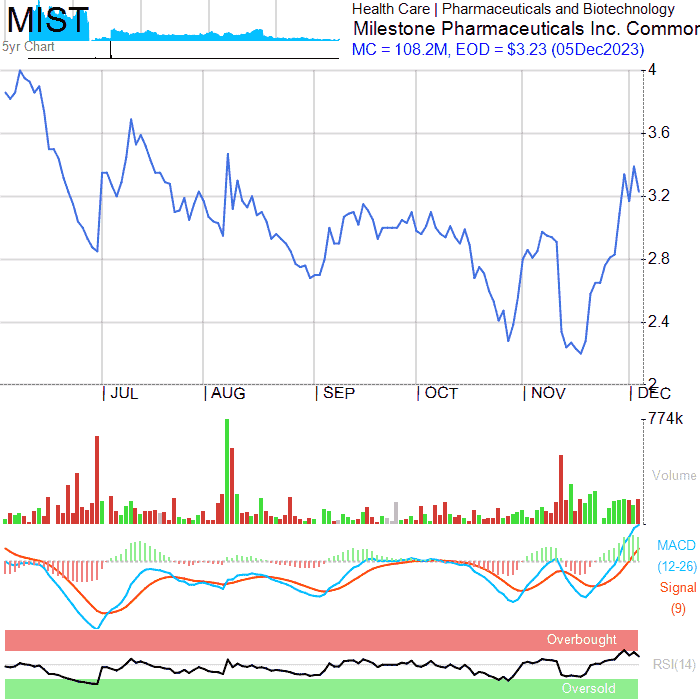 MIST
5yr Chart
Health Care | Pharmaceuticals and Biotechnology
Milestone Pharmaceuticals Inc. Common
MC = 108.2M, EOD = $3.23 (05Dec2023)
4
3.6
3.2
2.8
2.4
2
| JUL | AUG | SEP | OCT | NOV | DEC
774k
Volume
MACD
(12-26)
Signal
(9)
Overbought
RSI(14)
Oversold